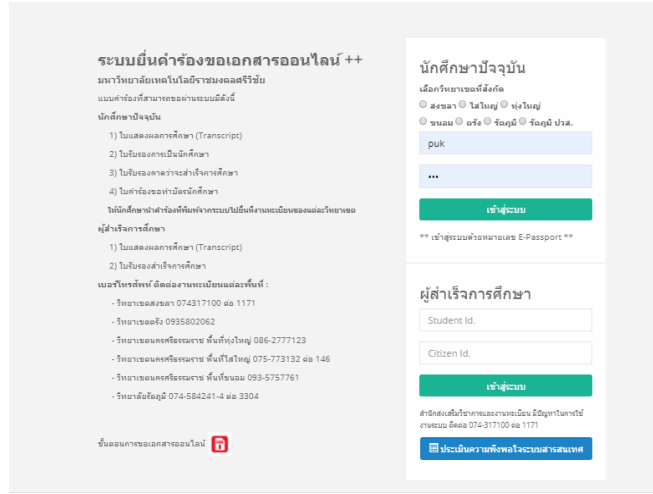 ระบบยื่นคำร้องขอเอกสารออนไลน์ ++
มหาวิทยาลัยเทคโนโลยีราชมงคลศรีวิชัย
แบบคำร้องที่สามารถขอผ่านระบบมีดังนี้
นักศึกษาปัจจุบัน
1) ใบแสดงผลการศึกษา (Transcript)
2) ใบรับรองการเป็นนักศึกษา
3) ใบรับรองคาดว่าจะสำเร็จการศึกษา
4) ใบคำร้องขอทำบัตรนักศึกษา
ให้นักศึกษานำคำร้องที่พิมพ์จากระบบไปยื่นที่งานทะเบียนของแต่ละวิทยาเขต
ผู้สำเร็จการศึกษา
1) ใบแสดงผลการศึกษา (Transcript)
2) ใบรับรองสำเร็จการศึกษา
เบอร์โทรศัพท์ ติดต่องานทะเบียนแต่ละพื้นที่ :
- วิทยาเขตสงขลา 074317100 ต่อ 1171
- วิทยาเขตตรัง 0935802062
- วิทยาเขตนครศรีธรรมราช พื้นที่ทุ่งใหญ่ 086-2777123
- วิทยาเขตนครศรีธรรมราช พื้นที่ไสใหญ่ 075-773132 ต่อ 146
- วิทยาเขตนครศรีธรรมราช พื้นที่ขนอม 093-5757761
- วิทยาลัยรัตภูมิ 074-584241-4 ต่อ 3304
ขั้นตอนการขอเอกสารออนไลน์
นักศึกษาปัจจุบัน
เลือกวิทยาเขตที่สังกัด
สงขลา ไสใหญ่ ทุ่งใหญ่
ขนอม ตรัง รัตภูมิ รัตภูมิ ปวส.
puk
•••
เข้าสู่ระบบ
** เข้าสู่ระบบด้วยหมายเลข E-Passport **
ผู้สำเร็จการศึกษา
Student Id.
Citizen Id.
เข้าสู่ระบบ
สำนักส่งเสริมวิชาการและงานทะเบียน มีปัญหาในการใช้
งานระบบ ติดต่อ 074-317100 ต่อ 1171
ประเมินความพึงพอใจระบบสารสนเทศ